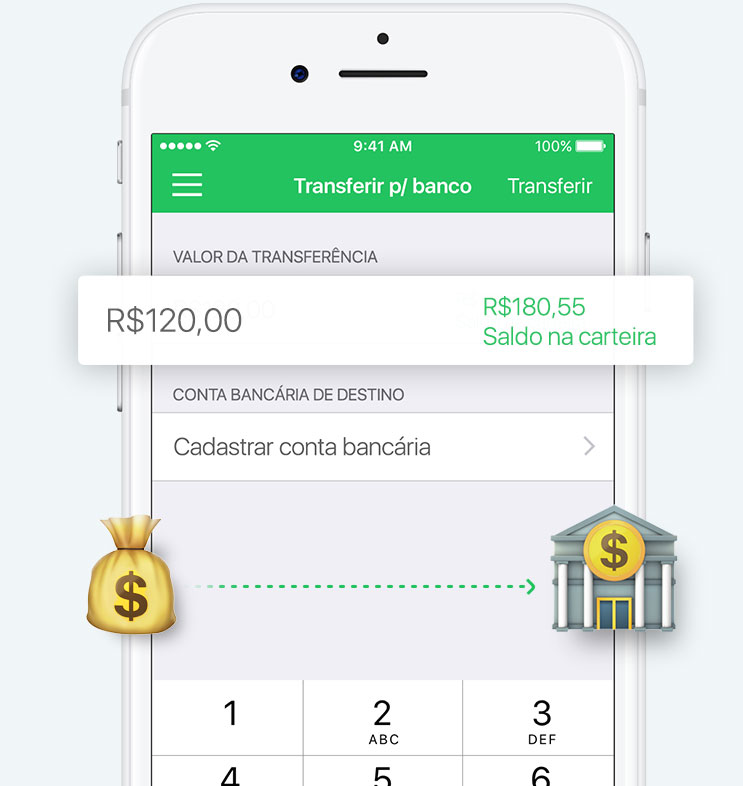 9:41 AM 100%
Transferir p/ banco Transferir
VALOR DA TRANSFERÊNCIA
R$120,00
R$180,55
Saldo na carteira
CONTA BANCÁRIA DE DESTINO
Cadastrar conta bancária
$
$
1 2 3
ABC DEF
4 5 6